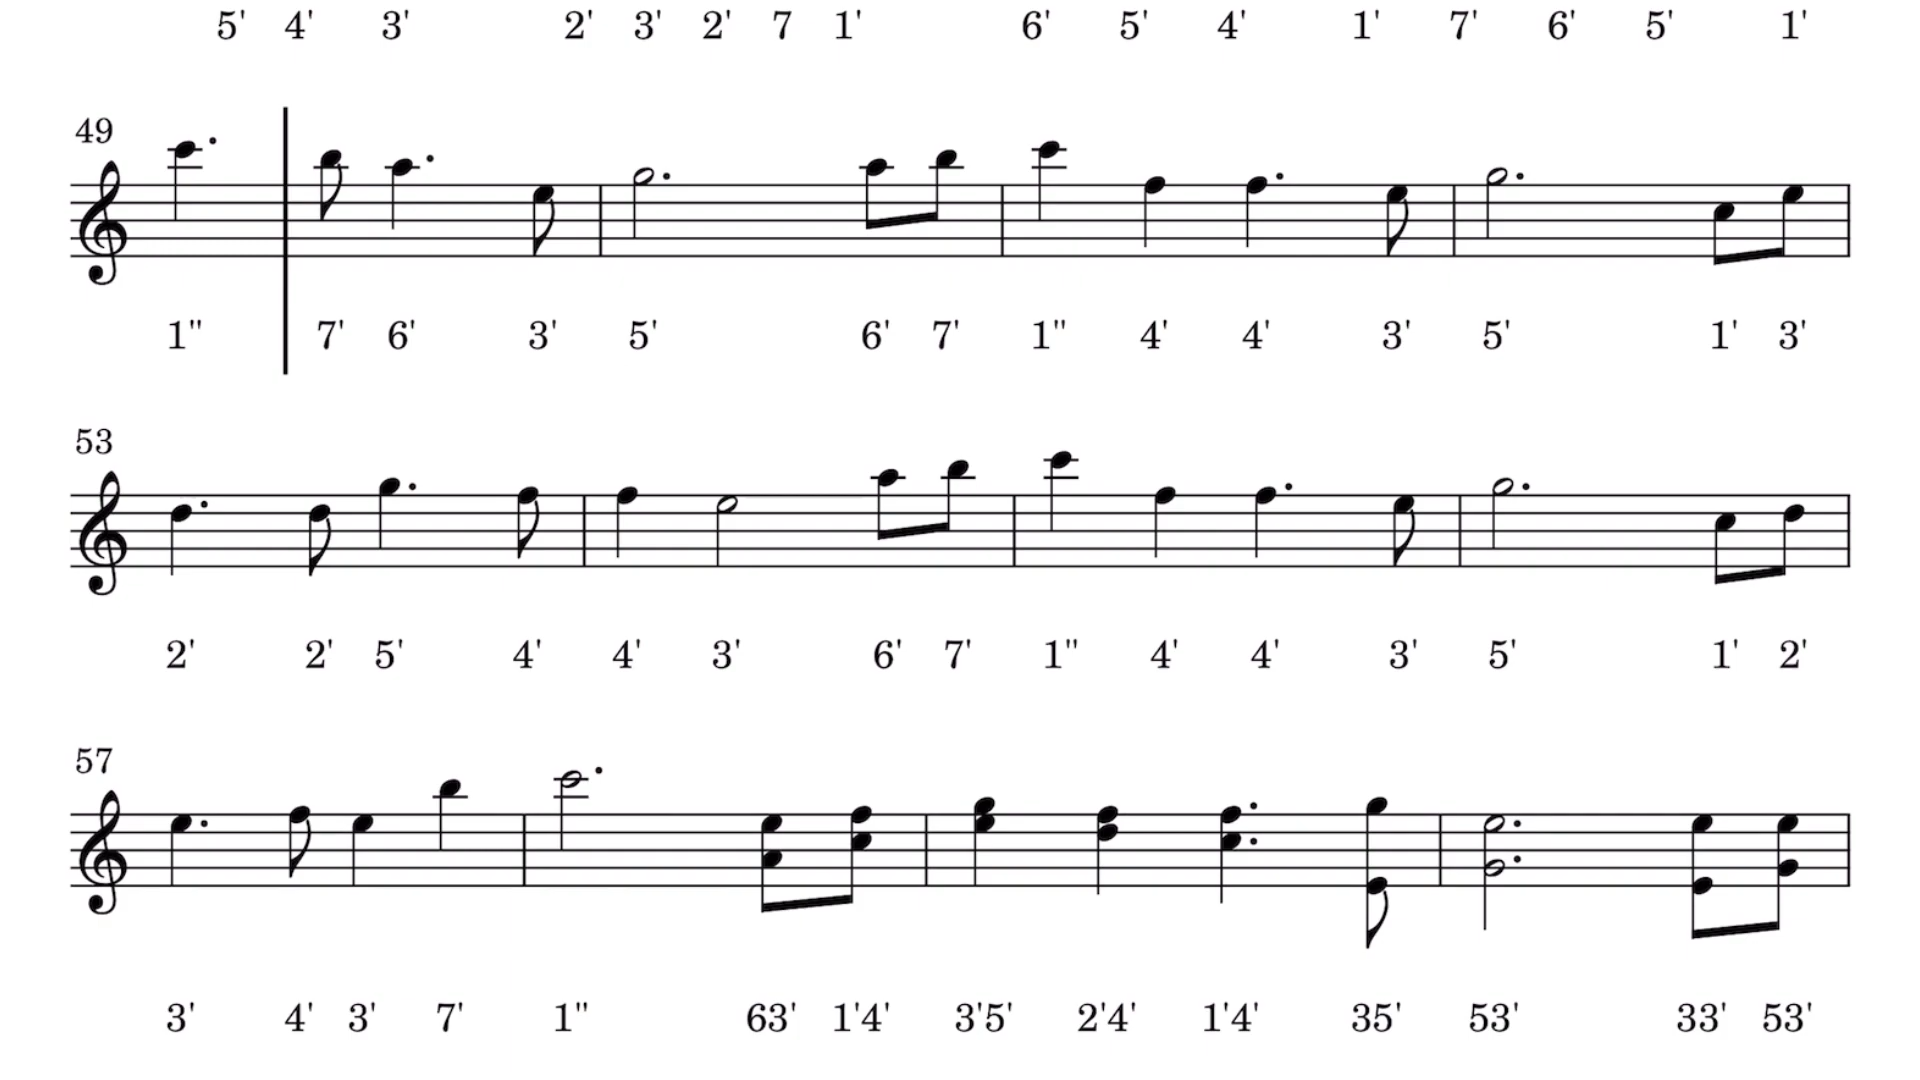 5' 4' 3' 2' 3' 2' 7 1' 6' 5' 4' 1' 7' 6' 5' 1'
49
1" 7' 6' 3' 5' 6' 7' 1" 4' 4' 3' 5' 1' 3'
53
2' 2' 5' 4' 4' 3' 6' 7' 1" 4' 4' 3' 5' 1' 2'
57
3' 4' 3' 7' 1" 63' 1'4' 3'5' 2'4' 1'4' 35' 53' 33' 53'